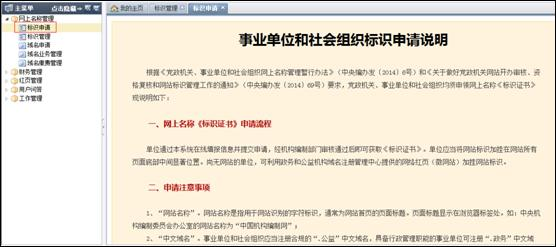 主菜单
点击隐藏
我的主页
标识管理
标识申请
网上名称管理
标识申请
标识管理
域名申请
域名业务管理
域名缴费管理
财务管理
红页管理
用户问答
工作管理
事业单位和社会组织标识申请说明
根据《党政机关、事业单位和社会组织网上名称管理暂行办法》（中央编办发（2014）6号）和《关于做好党政机关网站开办审核、
资格复核和网站标识管理工作的通知》（中央编办发（2014）69号）要求，党政机关、事业单位和社会组织均须申领网上名称《标识证书》
现说明如下：
一、网上名称《标识证书》申请流程
单位通过本系统在线填报信息并提交申请，经机构编制部门审核通过后即可获取《标识证书》。单位应当将网站标识加挂在网站所有
页面底部中间显著位置。尚无网站的单位，可利用政务和公益机构域名注册管理中心提供的网站红页（微网站）加挂网站标识。
二、申请注意事项
1、“网站名称”。网站名称是指用于网站识别的字符标识，通常为网站首页的页面标题。页面标题显示在浏览器标签处，如：中央
机构编制委员会办公室的网站名称为“中国机构编制网”；
2、“中文域名”。事业单位和社会组织应当注册合规的“.公益”中文域名，具备行政管理职能的事业单位可注册“.政务”中文域